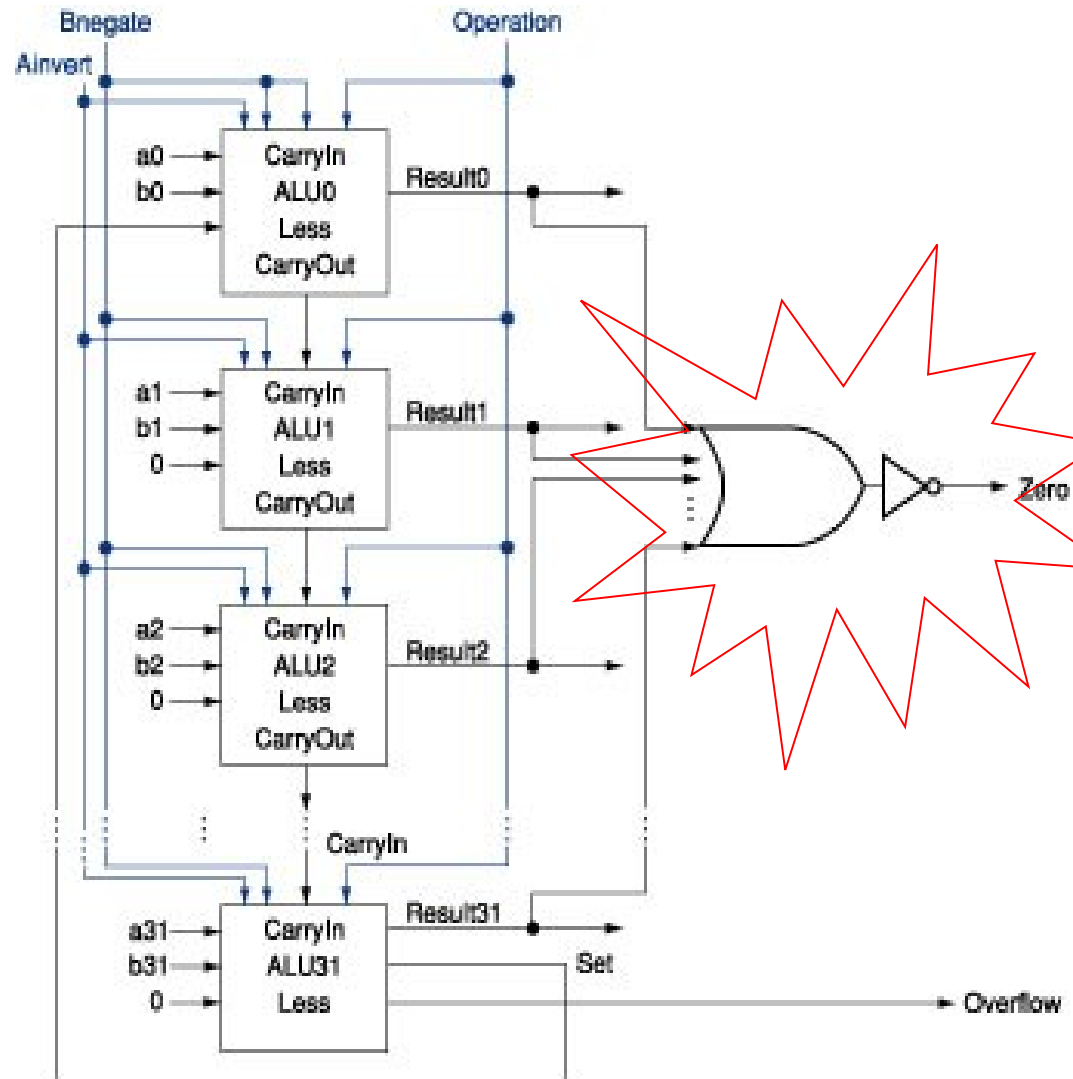 Bnegate
Operation
Ainvert
a0
CarryIn
b0
ALU0
Result0
Less
CarryOut
a1
CarryIn
b1
ALU1
Result1
0
Less
CarryOut
Zero
a2
CarryIn
b2
ALU2
Result2
0
Less
CarryOut
CarryIn
a31
CarryIn
Result31
b31
ALU31
Set
0
Less
Overflow